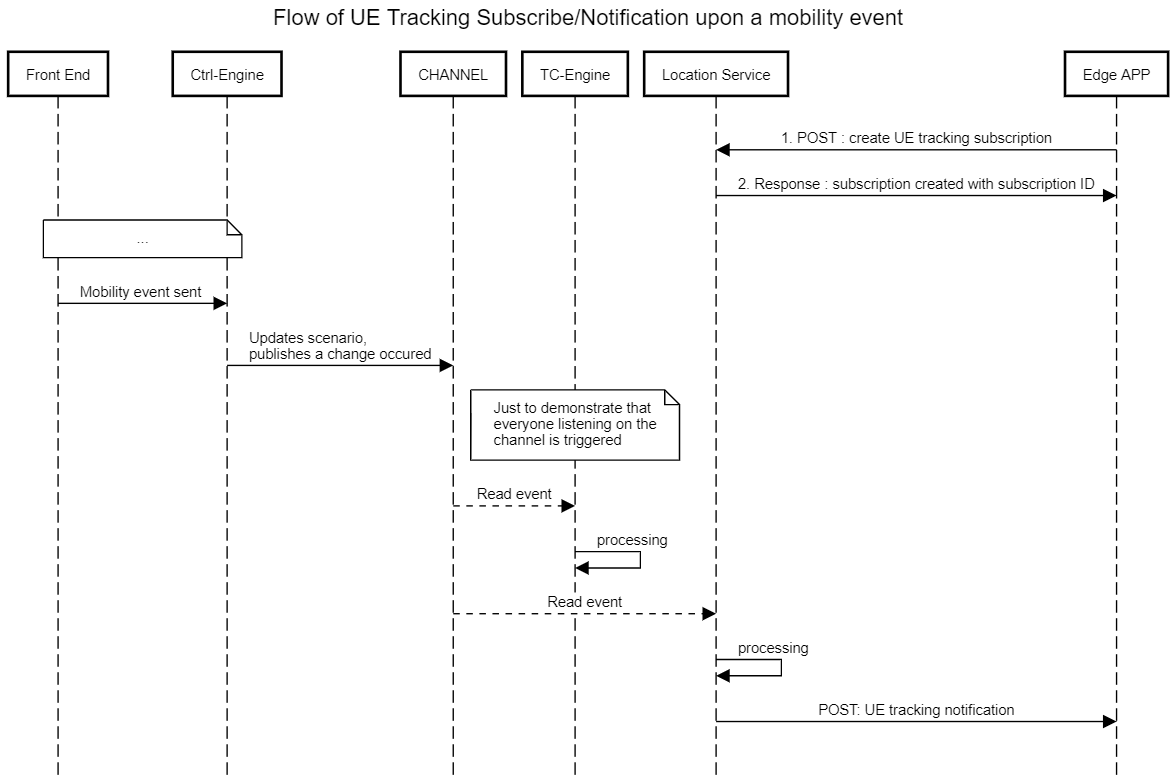 Flow of UE Tracking Subscribe/Notification upon a mobility event
Front End
Ctrl-Engine
CHANNEL
TC-Engine
Location Service
Edge APP
1. POST : create UE tracking subscription
2. Response : subscription created with subscription ID
...
Mobility event sent
Updates scenario,
publishes a change occured
Just to demonstrate that
everyone listening on the
channel is triggered
Read event
processing
Read event
processing
POST: UE tracking notification